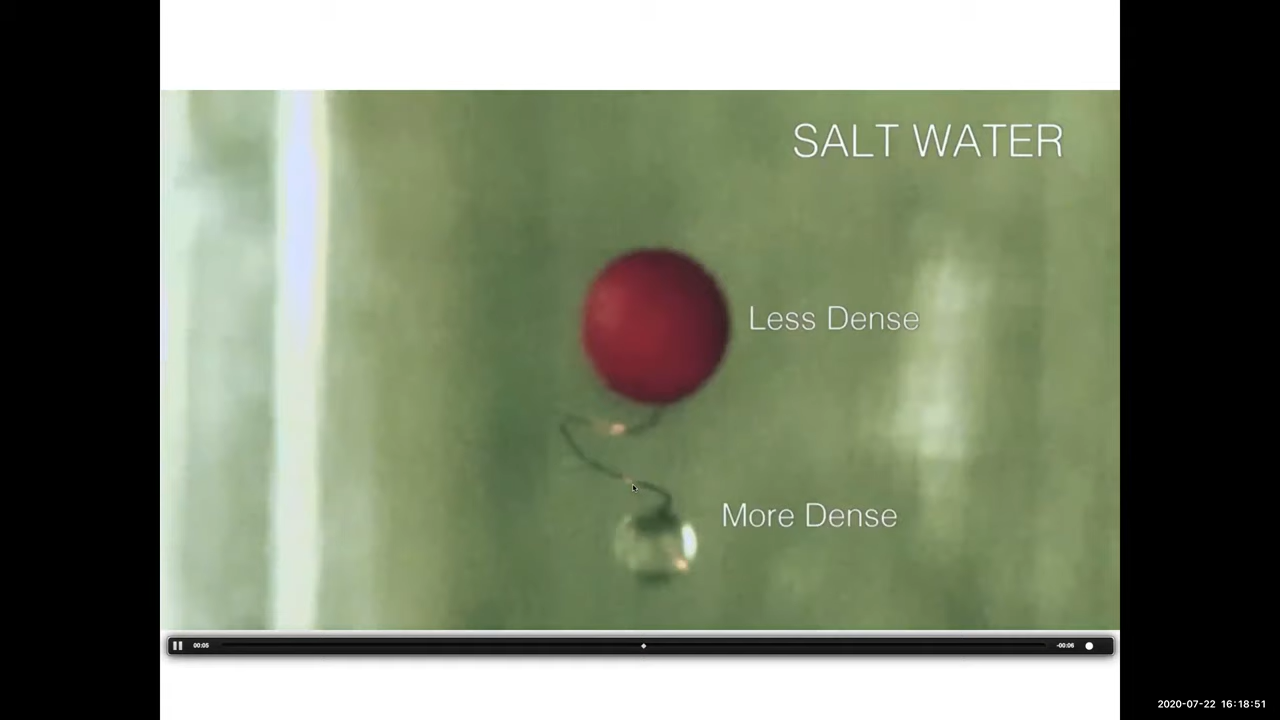 SALT WATER
Less Dense
More Dense
00:05
-00:06
2020-07-22 16:18:51